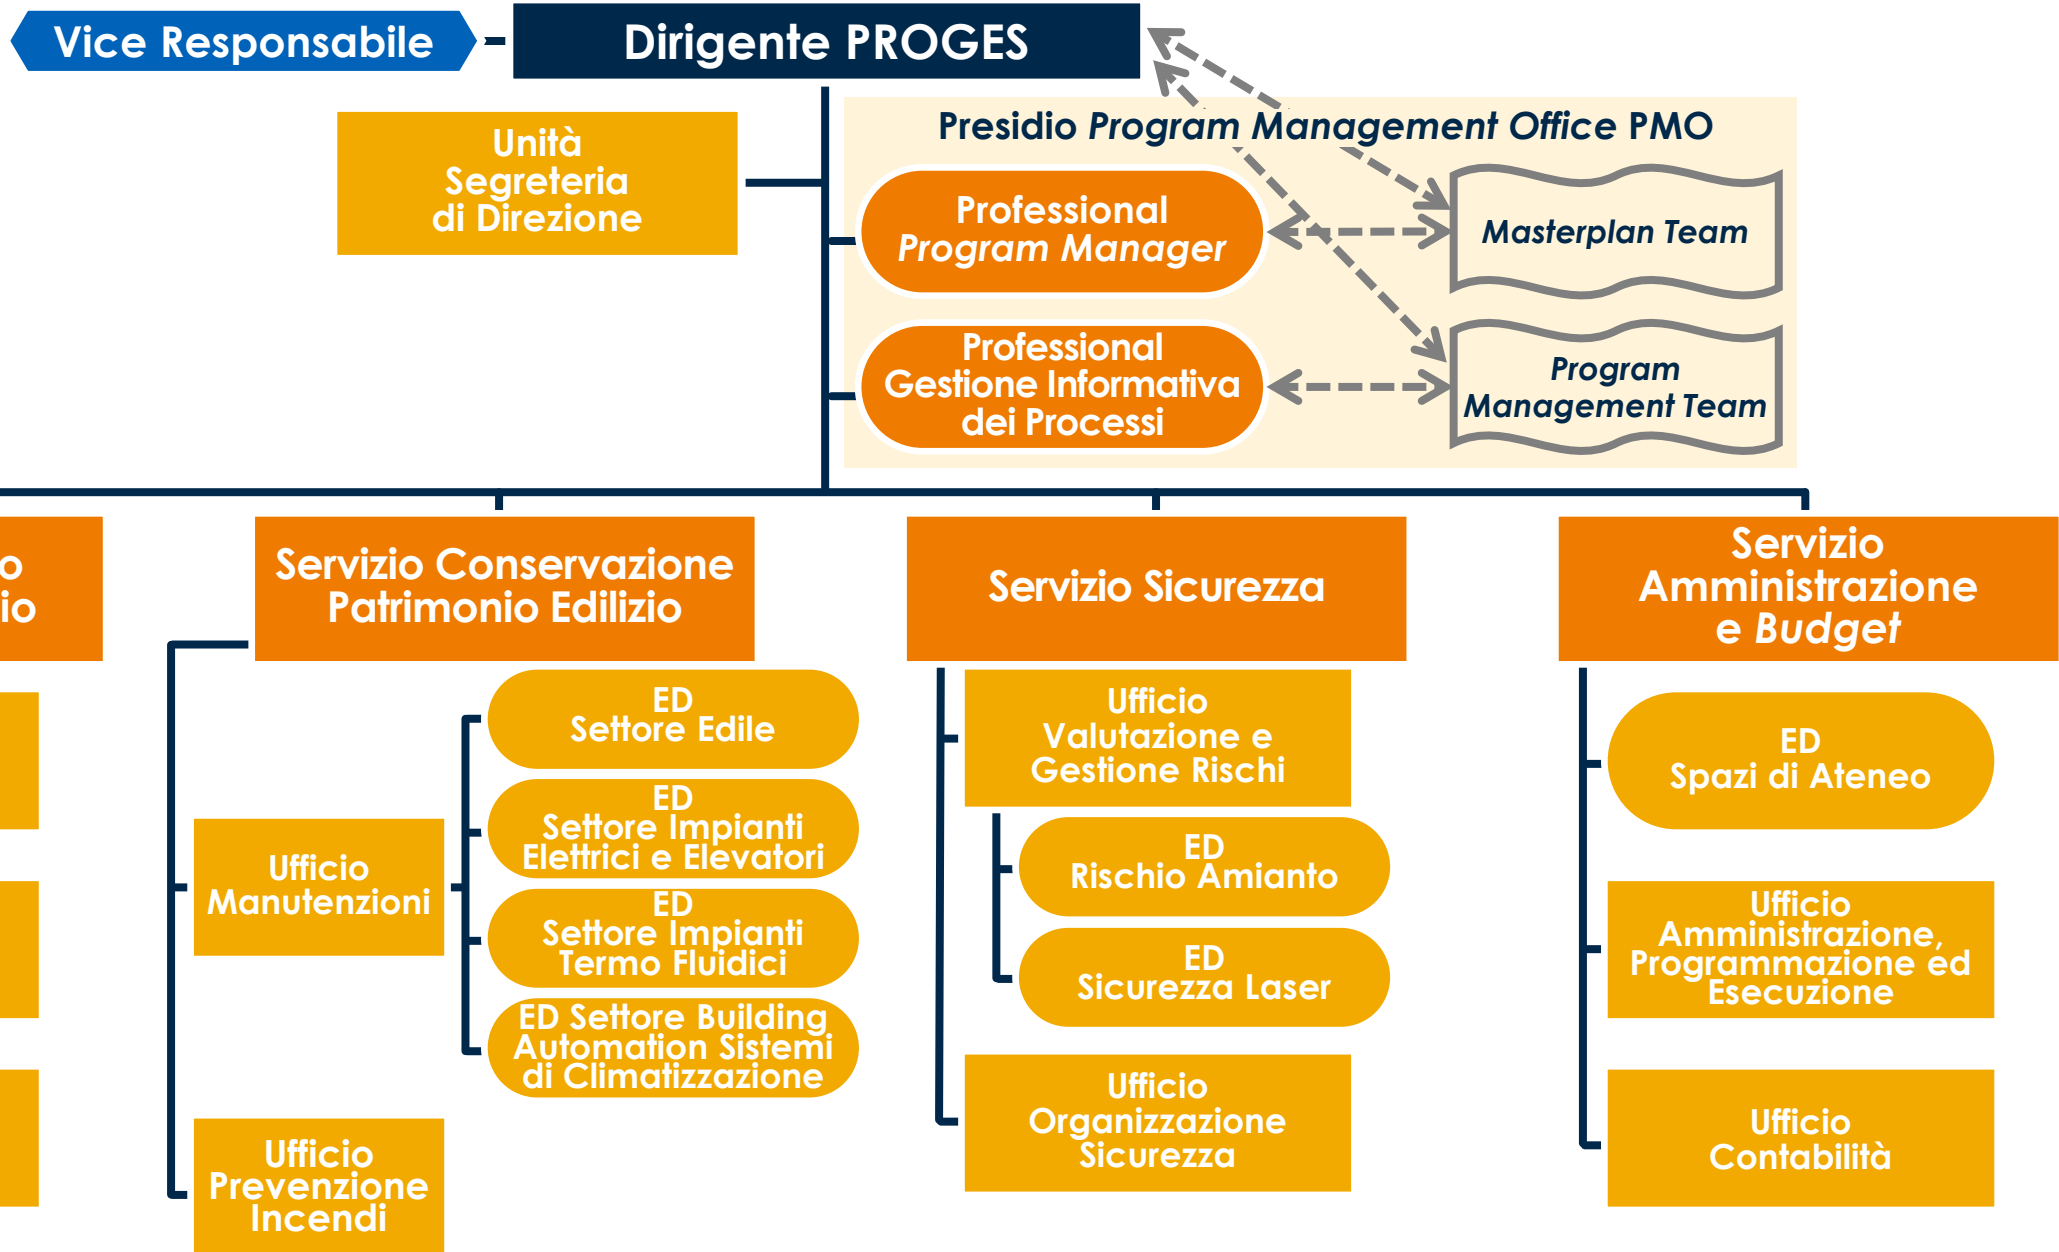 Vice Responsabile
Dirigente PROGES
Unità
Segreteria
di Direzione
Presidio Program Management Office PMO
Professional
Program Manager
Masterplan Team
Professional
Gestione Informativa
dei Processi
Program
Management Team
o
io
Servizio Conservazione
Patrimonio Edilizio
Servizio Sicurezza
Servizio
Amministrazione
e Budget
Ufficio
Manutenzioni
ED
Settore Edile
ED
Settore Impianti
Elettrici e Elevatori
ED
Settore Impianti
Termo Fluidici
ED Settore Building
Automation Sistemi
di Climatizzazione
Ufficio
Prevenzione
Incendi
Ufficio
Valutazione e
Gestione Rischi
ED
Rischio Amianto
ED
Sicurezza Laser
Ufficio
Organizzazione
Sicurezza
ED
Spazi di Ateneo
Ufficio
Amministrazione,
Programmazione ed
Esecuzione
Ufficio
Contabilità